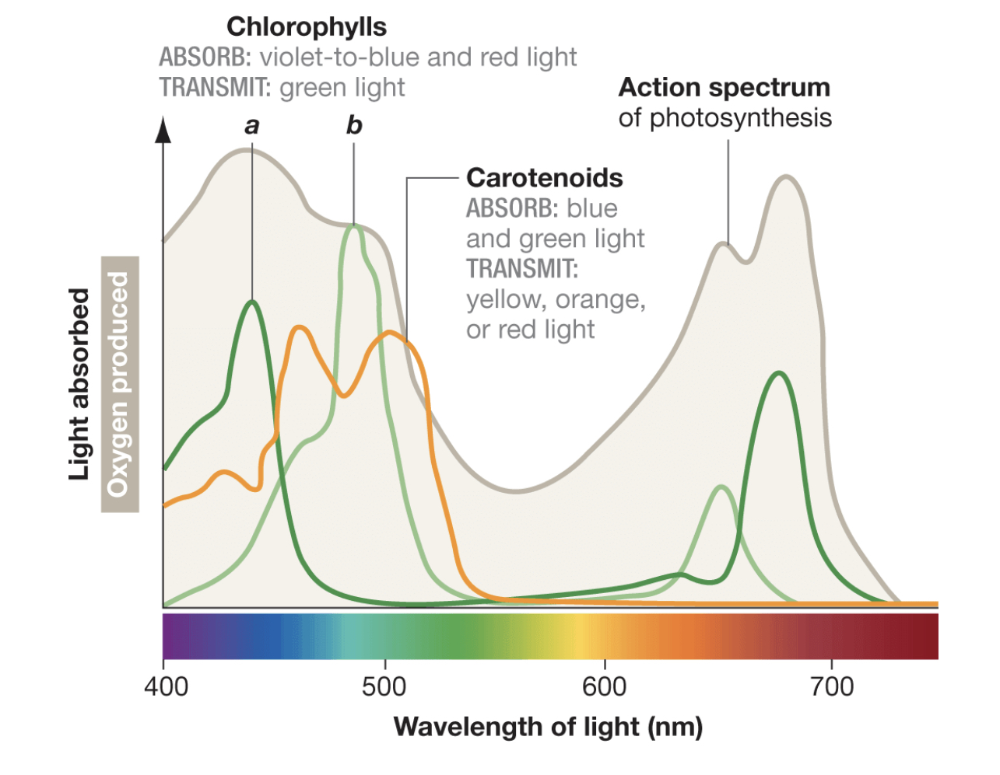 Chlorophylls
ABSORB: violet-to-blue and red light
TRANSMIT: green light
a
b
Action spectrum
of photosynthesis
Carotenoids
ABSORB: blue
and green light
TRANSMIT:
yellow, orange,
or red light
Light absorbed
Oxygen produced
400
500
600
700
Wavelength of light (nm)